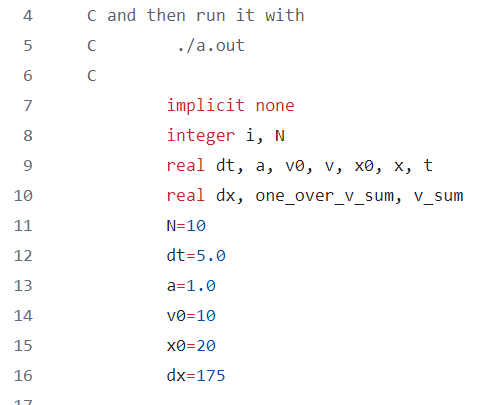 4 C and then run it with
5 C ./a.out
6 C
7 implicit none
8 integer i, N
9 real dt, a, v0, v, x0, x, t
10 real dx, one_over_v_sum, v_sum
11 N=10
12 dt=5.0
13 a=1.0
14 v0=10
15 x0=20
16 dx=175
17